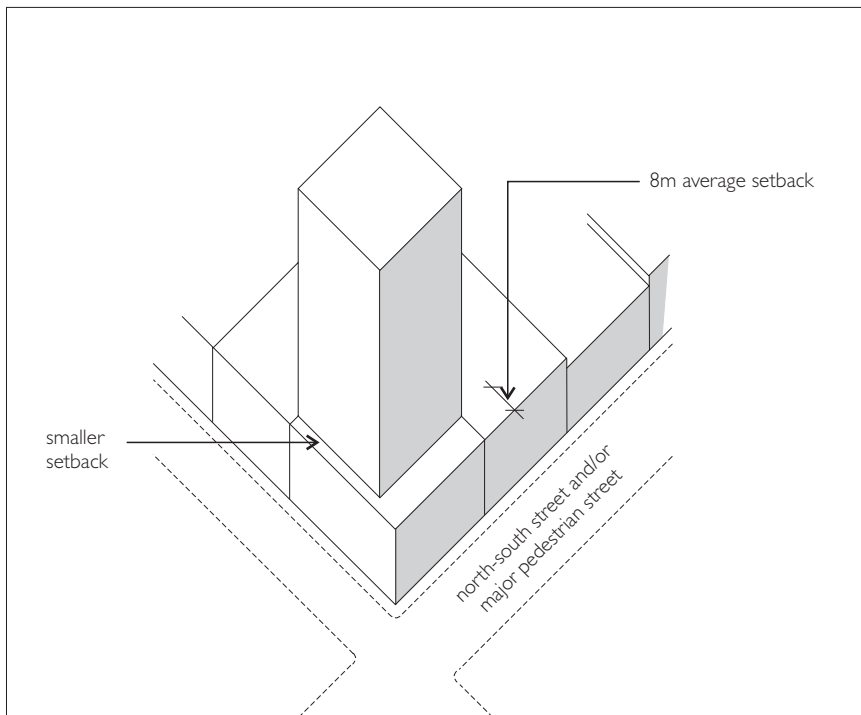 8m average setback
smaller
setback
north-south street and/or
major pedestrian street